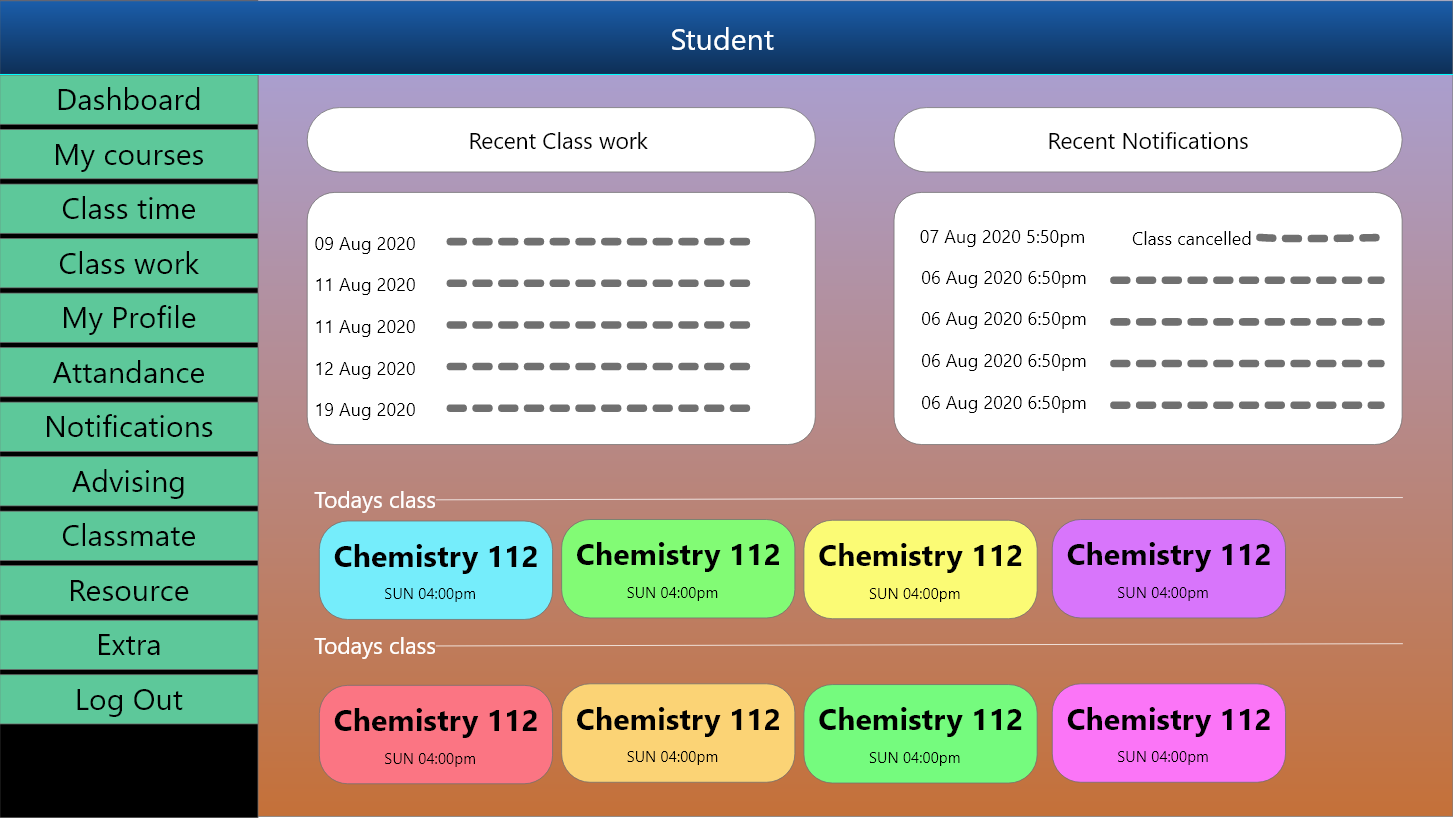 Student
Dashboard
My courses
Class time
Class work
My Profile
Attandance
Notifications
Advising
Classmate
Resource
Extra
Log Out
Recent Class work
09 Aug 2020
11 Aug 2020
11 Aug 2020
12 Aug 2020
19 Aug 2020
Recent Notifications
07 Aug 2020 5:50pm Class cancelled
06 Aug 2020 6:50pm
06 Aug 2020 6:50pm
06 Aug 2020 6:50pm
06 Aug 2020 6:50pm
Todays class
Chemistry 112
SUN 04:00pm
Chemistry 112
SUN 04:00pm
Chemistry 112
SUN 04:00pm
Chemistry 112
SUN 04:00pm
Todays class
Chemistry 112
SUN 04:00pm
Chemistry 112
SUN 04:00pm
Chemistry 112
SUN 04:00pm
Chemistry 112
SUN 04:00pm